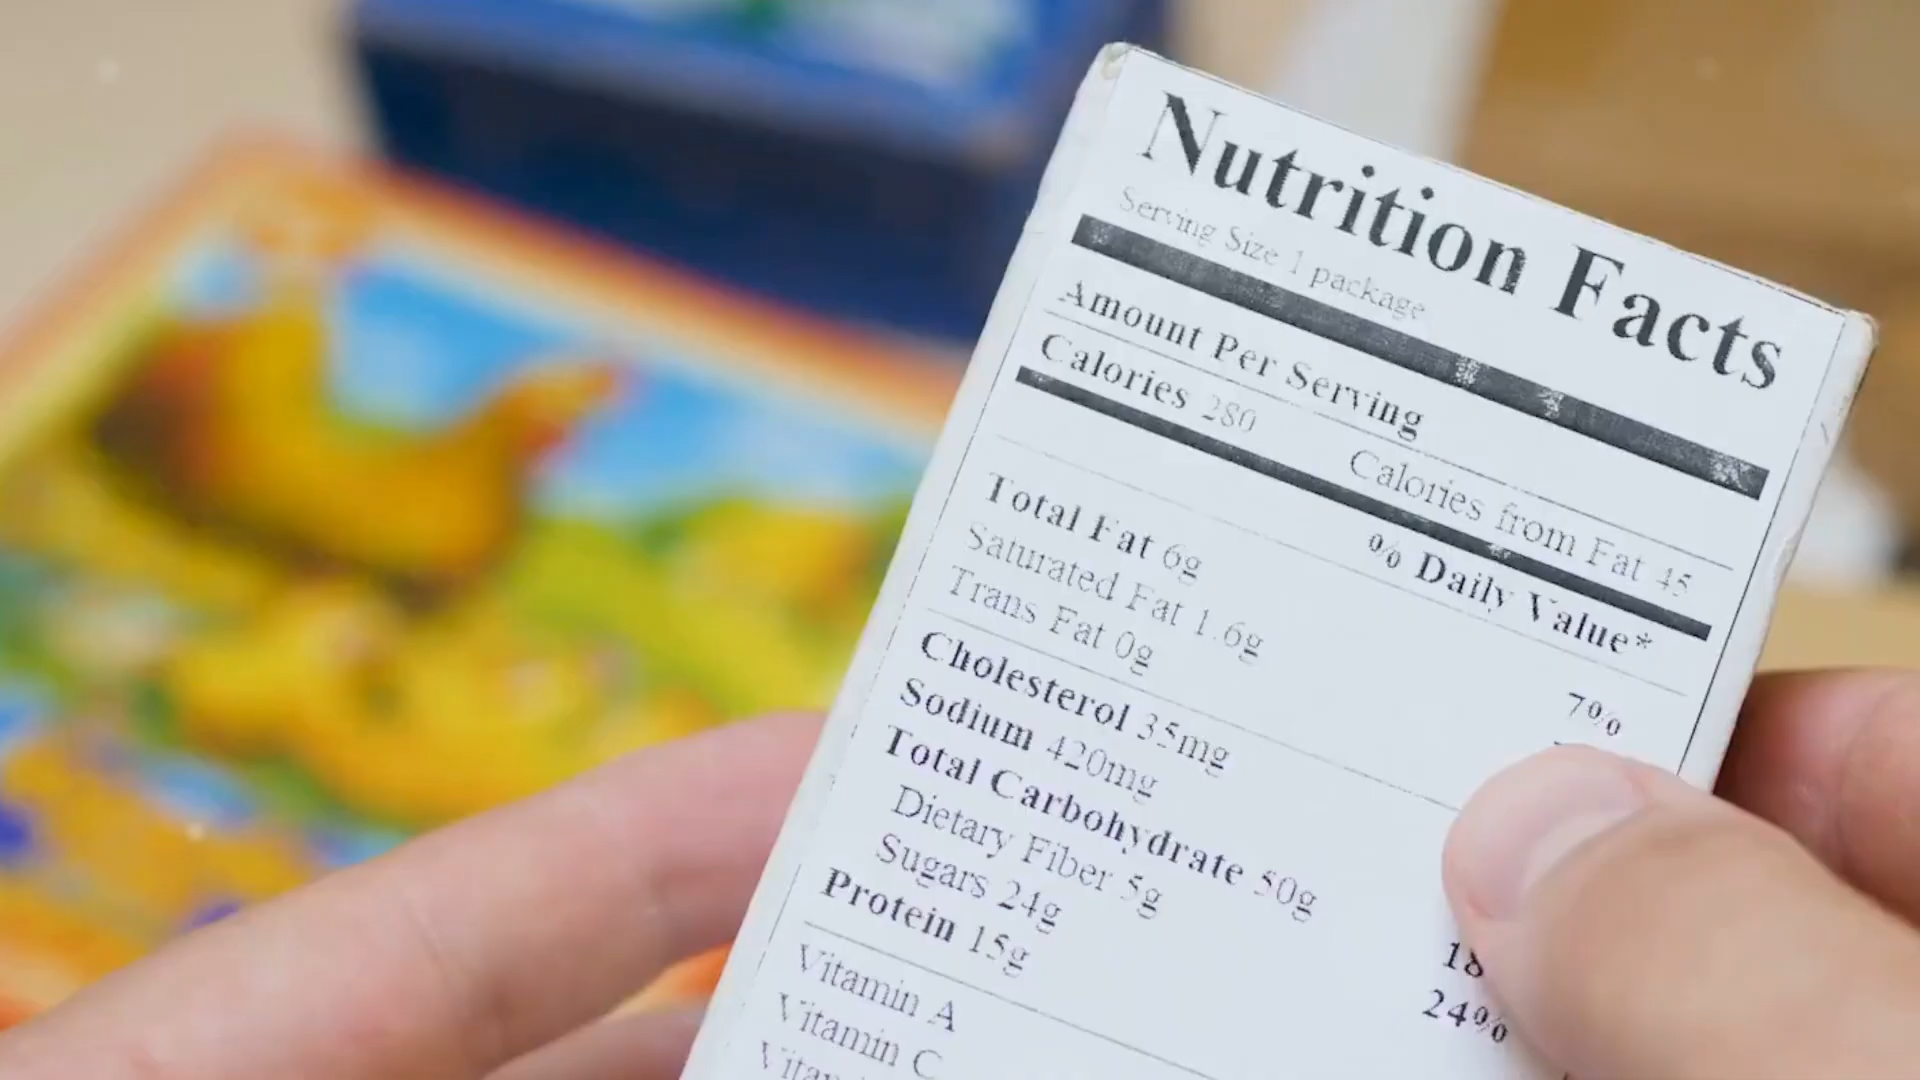 Nutrition Facts
Serving Size 1 package
Amount Per Serving
Calories 280 Calories from Fat 45
% Daily Value*
Total Fat 6g 7%
Saturated Fat 1.6g
Trans Fat 0g
Cholesterol 35mg
Sodium 420mg
Total Carbohydrate 50g
Dietary Fiber 5g 18
Sugars 24g 24%
Protein 15g
Vitamin A
Vitamin C